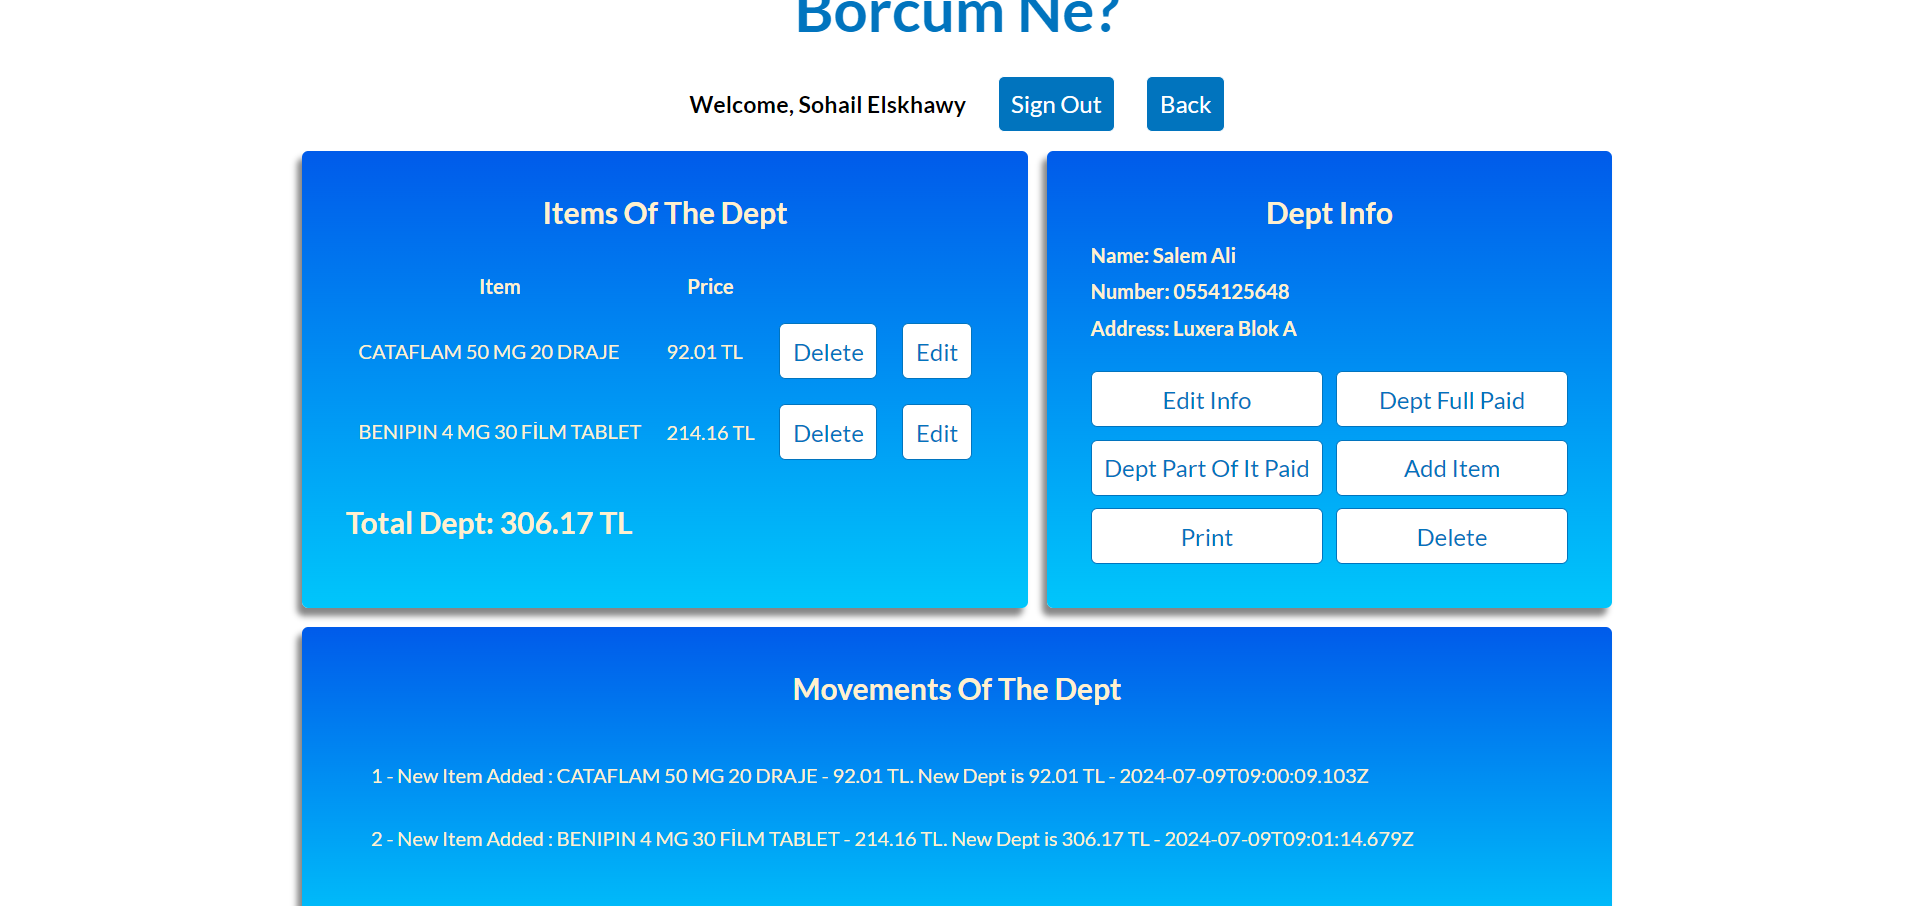 Borcum Ne?
Welcome, Sohail Elskhawy
Sign Out
Back
Items Of The Dept
Item Price
CATAFLAM 50 MG 20 DRAJE 92.01 TL Delete Edit
BENIPIN 4 MG 30 FİLM TABLET 214.16 TL Delete Edit
Total Dept: 306.17 TL
Dept Info
Name: Salem Ali
Number: 0554125648
Address: Luxera Blok A
Edit Info Dept Full Paid
Dept Part Of It Paid Add Item
Print Delete
Movements Of The Dept
1 - New Item Added : CATAFLAM 50 MG 20 DRAJE - 92.01 TL. New Dept is 92.01 TL - 2024-07-09T09:00:09.103Z
2 - New Item Added : BENIPIN 4 MG 30 FİLM TABLET - 214.16 TL. New Dept is 306.17 TL - 2024-07-09T09:01:14.679Z